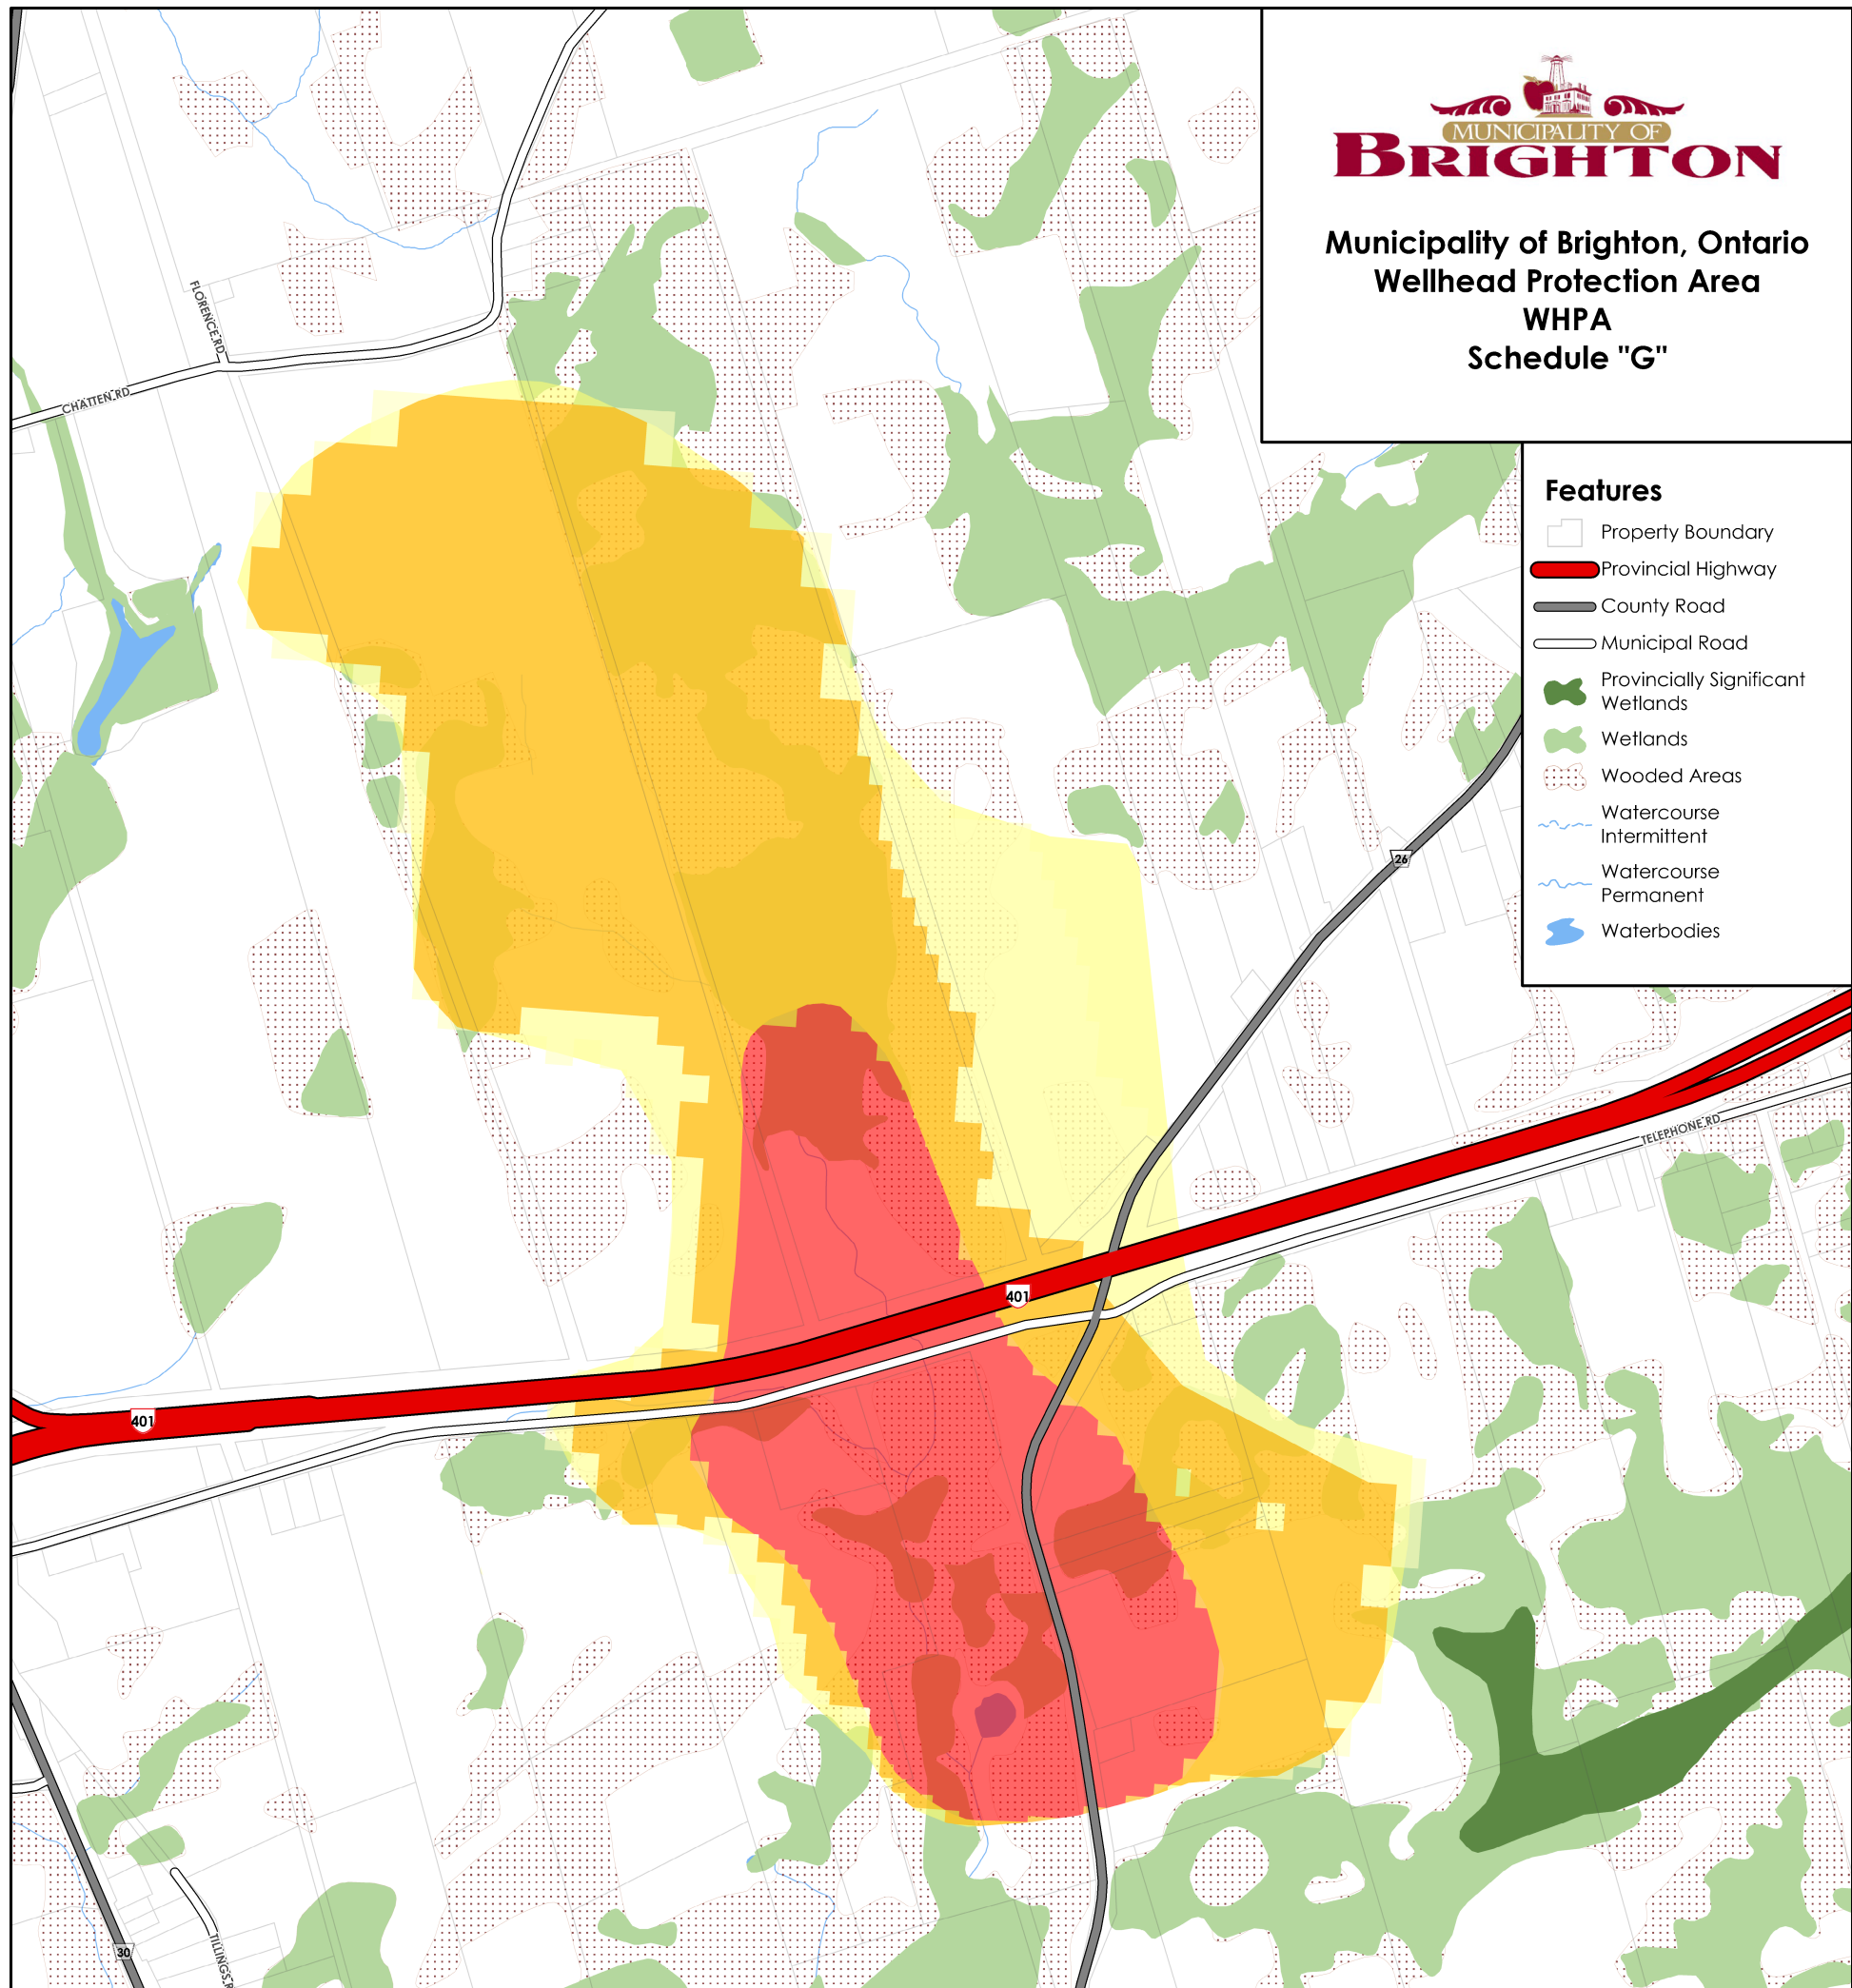 MUNICIPALITY OF
BRIGHTON
Municipality of Brighton, Ontario
Wellhead Protection Area
WHPA
Schedule "G"
Features
Property Boundary
Provincial Highway
County Road
Municipal Road
Provincially Significant
Wetlands
Wetlands
Wooded Areas
Watercourse
Intermittent
Watercourse
Permanent
Waterbodies
FLORENCE RD
CHATTEN RD
26
TELEPHONE RD
401
401
30